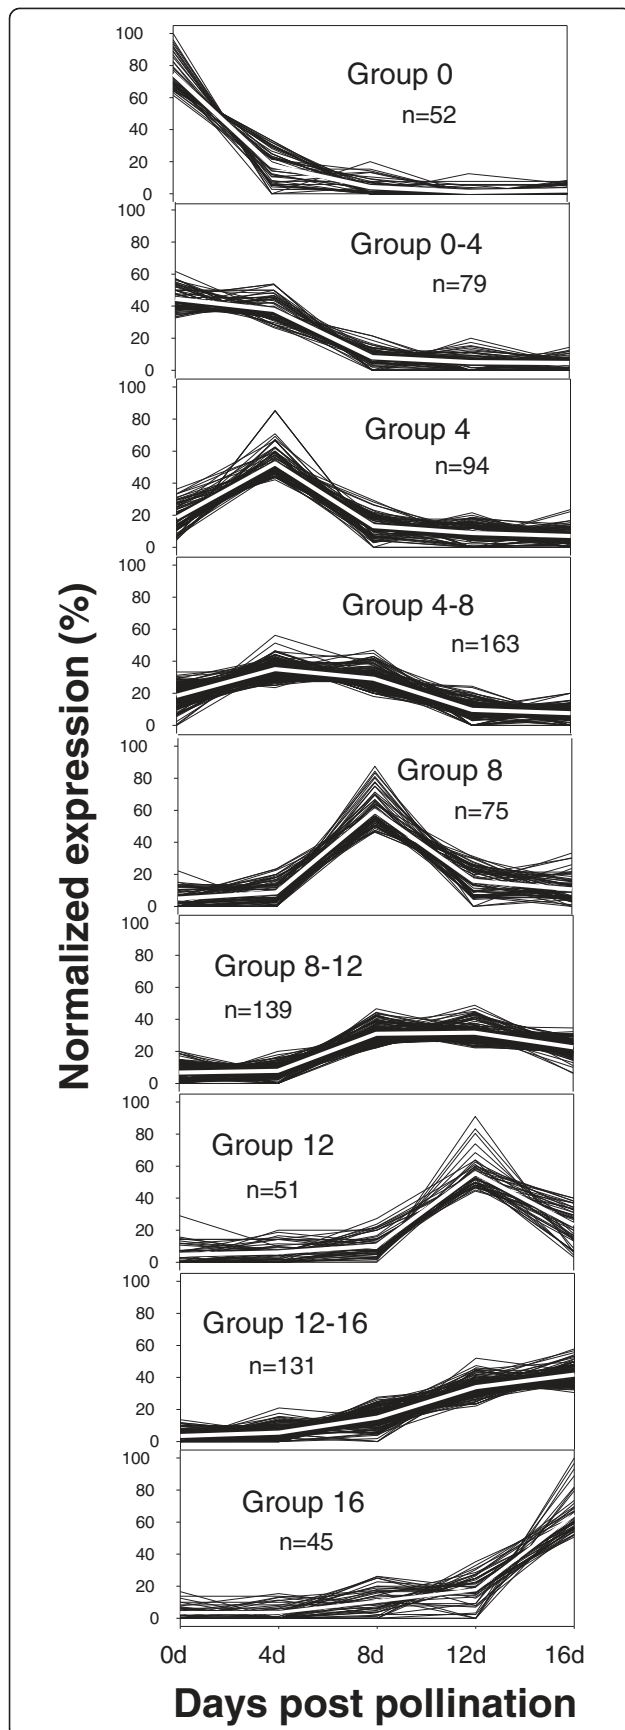 Normalized expression (%)
100
80
60
40
20
0
Group 0
n=52
100
80
60
40
20
0
Group 0-4
n=79
100
80
60
40
20
0
Group 4
n=94
100
80
60
40
20
0
Group 4-8
n=163
100
80
60
40
20
0
Group 8
n=75
100
80
60
40
20
0
Group 8-12
n=139
100
80
60
40
20
0
Group 12
n=51
100
80
60
40
20
0
Group 12-16
n=131
100
80
60
40
20
0
Group 16
n=45
0d 4d 8d 12d 16d
Days post pollination